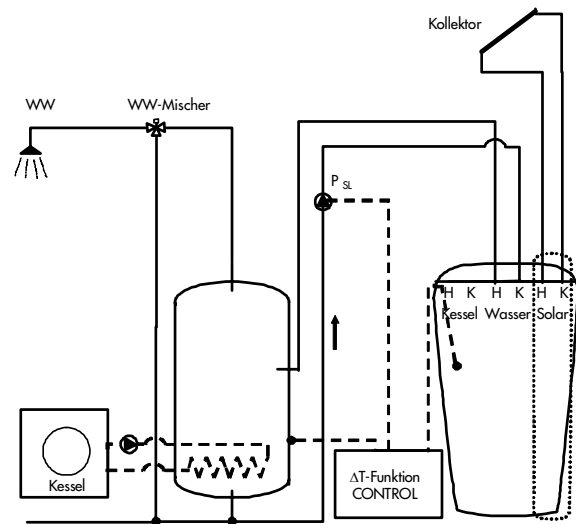 Kollektor
WW
WW-Mischer
P SL
H K H K H K
Kessel Wasser Solar
Kessel
ΔT-Funktion
CONTROL